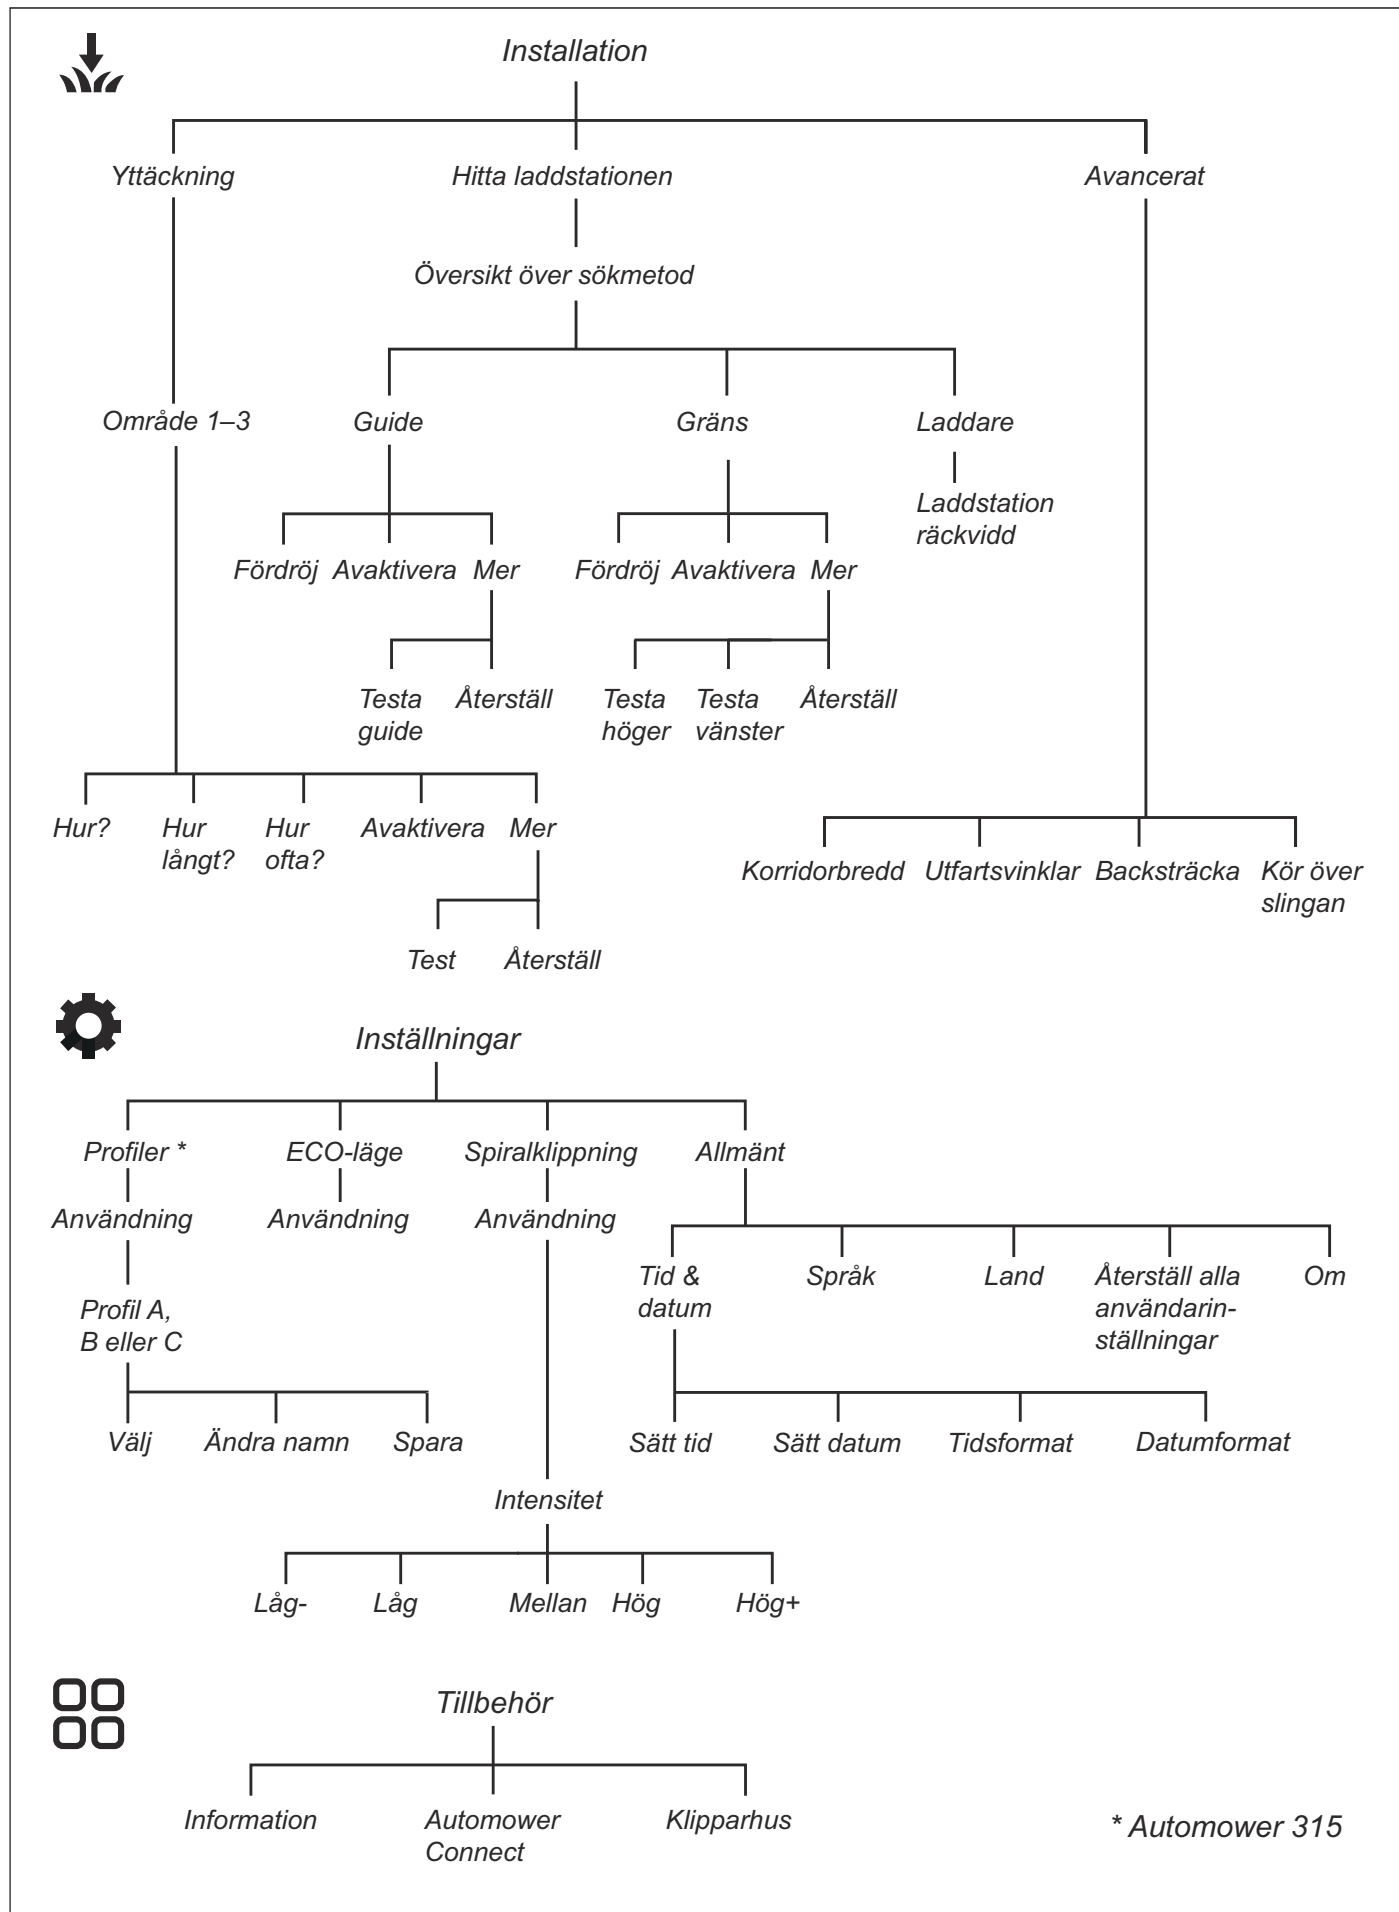 Installation
Yttäckning
Hitta laddstationen
Avancerat
Översikt över sökmetod
Område 1–3
Guide
Gräns
Laddare
Laddstation
räckvidd
Fördröj
Avaktivera
Mer
Fördröj
Avaktivera
Mer
Testa
guide
Återställ
Testa
höger
Testa
vänster
Återställ
Hur?
Hur
långt?
Hur
ofta?
Avaktivera
Mer
Korridorbredd
Utfartsvinklar
Backsträcka
Kör över
slingan
Test
Återställ
Inställningar
Profiler *
ECO-läge
Spiralklippning
Allmänt
Användning
Användning
Användning
Tid &
datum
Språk
Land
Återställ alla
användarin-
ställningar
Om
Profil A,
B eller C
Välj
Ändra namn
Spara
Sätt tid
Sätt datum
Tidsformat
Datumformat
Intensitet
Låg-
Låg
Mellan
Hög
Hög+
Tillbehör
Information
Automower
Connect
Klipparhus
* Automower 315